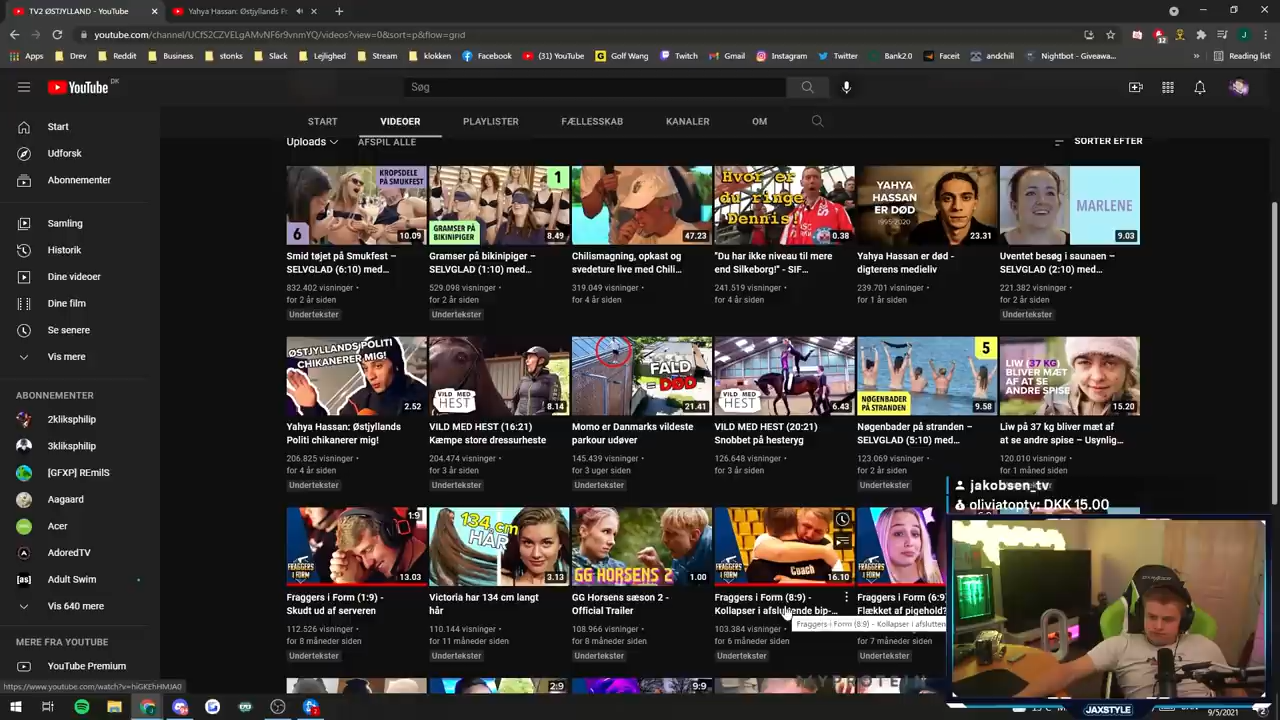 TV2 ØSTJYLLAND - YouTube
Yahya Hassan: Østjyllands P
youtube.com/channel/UCfS2CZVELgAMvNF6r9vnmYQ/videos?view=0&sort=p&flow=grid
Apps
Drev
Reddit
Business
stonks
Slack
Lejlighed
Stream
klokken
Facebook
(31) YouTube
Golf Wang
Twitch
Gmail
Instagram
Twitter
Bank2.0
Faceit
andchill
Nightbot - Giveawa...
Reading list
YouTube DK
Søg
START
VIDEOER
PLAYLISTER
FÆLLESSKAB
KANALER
OM
Uploads
AFSPIL ALLE
SORTER EFTER
Start
Udforsk
Abonnementer
Samling
Historik
Dine videoer
Dine film
Se senere
Vis mere
ABONNEMENTER
2kliksphilip
3kliksphilip
[GFXP] REmilS
Aagaard
Acer
AdoredTV
Adult Swim
Vis 640 mere
MERE FRA YOUTUBE
YouTube Premium
KROPSDELE
PÅ SMUKFEST
6
10.09
Smid tøjet på Smukfest –
SELVGLAD (6:10) med...
832.402 visninger •
for 2 år siden
Undertekster
1
GRAMSER PÅ
BIKINIPIGER
8.49
Gramser på bikinipiger –
SELVGLAD (1:10) med...
529.098 visninger •
for 2 år siden
Undertekster
47.23
Chilismagning, opkast og
svedeture live med Chili...
319.049 visninger •
for 4 år siden
Hvor er
du ringe
Dennis!
0.38
"Du har ikke niveau til mere
end Silkeborg!" - SIF...
241.519 visninger •
for 4 år siden
YAHYA
HASSAN
ER DØD
1995-2020
23.31
Yahya Hassan er død -
digterens medieliv
239.701 visninger •
for 1 år siden
MARLENE
9.03
Uventet besøg i saunaen –
SELVGLAD (2:10) med...
221.382 visninger •
for 2 år siden
Undertekster
ØSTJYLLANDS POLITI
CHIKANERER MIG!
2.52
Yahya Hassan: Østjyllands
Politi chikanerer mig!
206.825 visninger •
for 4 år siden
Undertekster
VILD MED
HEST
8.14
VILD MED HEST (16:21)
Kæmpe store dressurheste
204.474 visninger •
for 3 år siden
Undertekster
FALD
= DØD
21.41
Momo er Danmarks vildeste
parkour udøver
145.439 visninger •
for 3 uger siden
Undertekster
VILD MED
HEST
6.43
VILD MED HEST (20:21)
Snobbet på hesteryg
126.648 visninger •
for 3 år siden
5
NØGENBADER
PÅ STRANDEN
9.58
Nøgenbader på stranden –
SELVGLAD (5:10) med...
123.069 visninger •
for 2 år siden
Undertekster
LIW (37 KG)
BLIVER MÆT
AF AT SE
ANDRE SPISE
15.20
Liw på 37 kg bliver mæt af
at se andre spise – Usynlig...
120.010 visninger •
for 1 måned siden
jakobsen_tv
oliviatoptv: DKK 15.00
1:9
FRAGGERS
I FORM
13.03
Fraggers i Form (1:9) -
Skudt ud af serveren
112.526 visninger •
for 8 måneder siden
Undertekster
134 cm
HÅR
3.13
Victoria har 134 cm langt
hår
110.144 visninger •
for 11 måneder siden
Undertekster
GG HORSENS 2
1.00
GG Horsens sæson 2 -
Official Trailer
108.966 visninger •
for 8 måneder siden
Undertekster
FRAGGERS
I FORM
Coach
16.10
Fraggers i Form (8:9) -
Kollapser i afsluttende bip-...
103.384 visninger •
for 7 måneder siden
Undertekster
Fraggers i Form (8:9) - Kollapser i afslutten
FRAGGERS
I FORM
Fraggers i Form (6:9
Flækket af pigehold?
for 7 måneder siden
Undertekster
2:9
9:9
https://www.youtube.com/watch?v=hiGKEhHMJA0
JAXSTYLE
9/5/2021